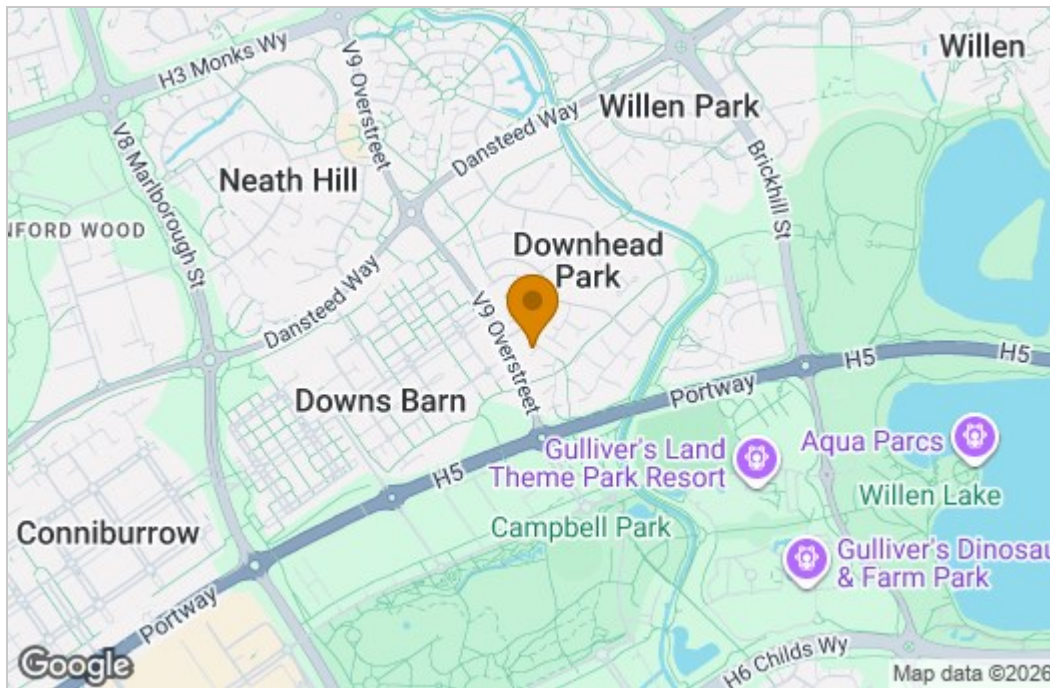 Willen
H3 Monks Wy
V9 Overstreet
Willen Park
Dansteed Way
V8 Marlborough St
Brickhill St
Neath Hill
NFORD WOOD
Downhead
Park
Dansteed Way
V9 Overstreet
H5
H5
Portway
Downs Barn
Gulliver's Land
Theme Park Resort
Aqua Parcs
H5
Willen Lake
Campbell Park
Conniburrow
Gulliver's Dinosau
& Farm Park
Portway
H6 Childs Wy
Google
Map data ©2026